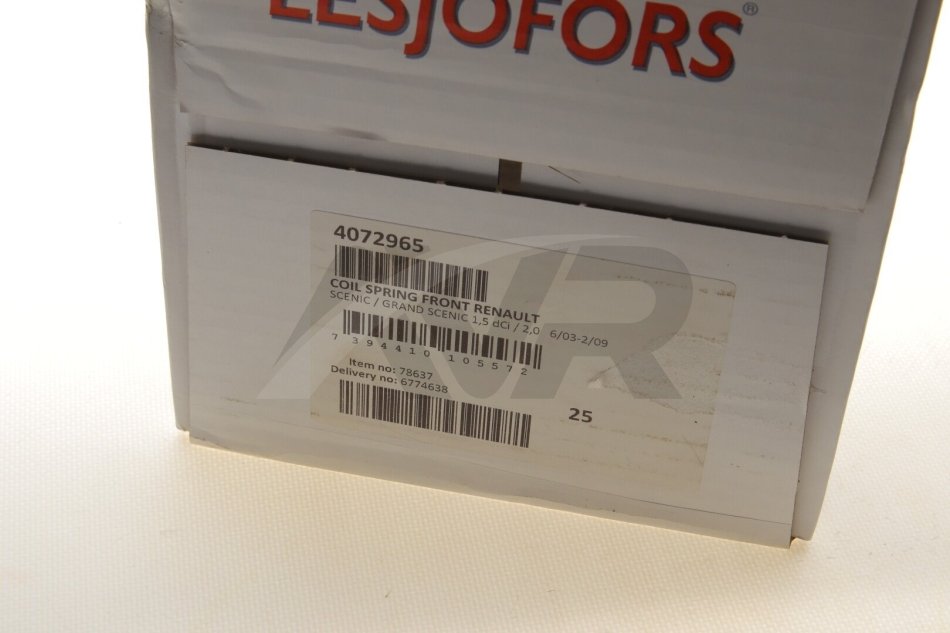 LESJÖFORS®
4072965
COIL SPRING FRONT RENAULT
SCENIC / GRAND SCENIC 1,5 dCi / 2,0 6/03-2/09
7 394410 105572
Item no: 78637
Delivery no: 6774638
25